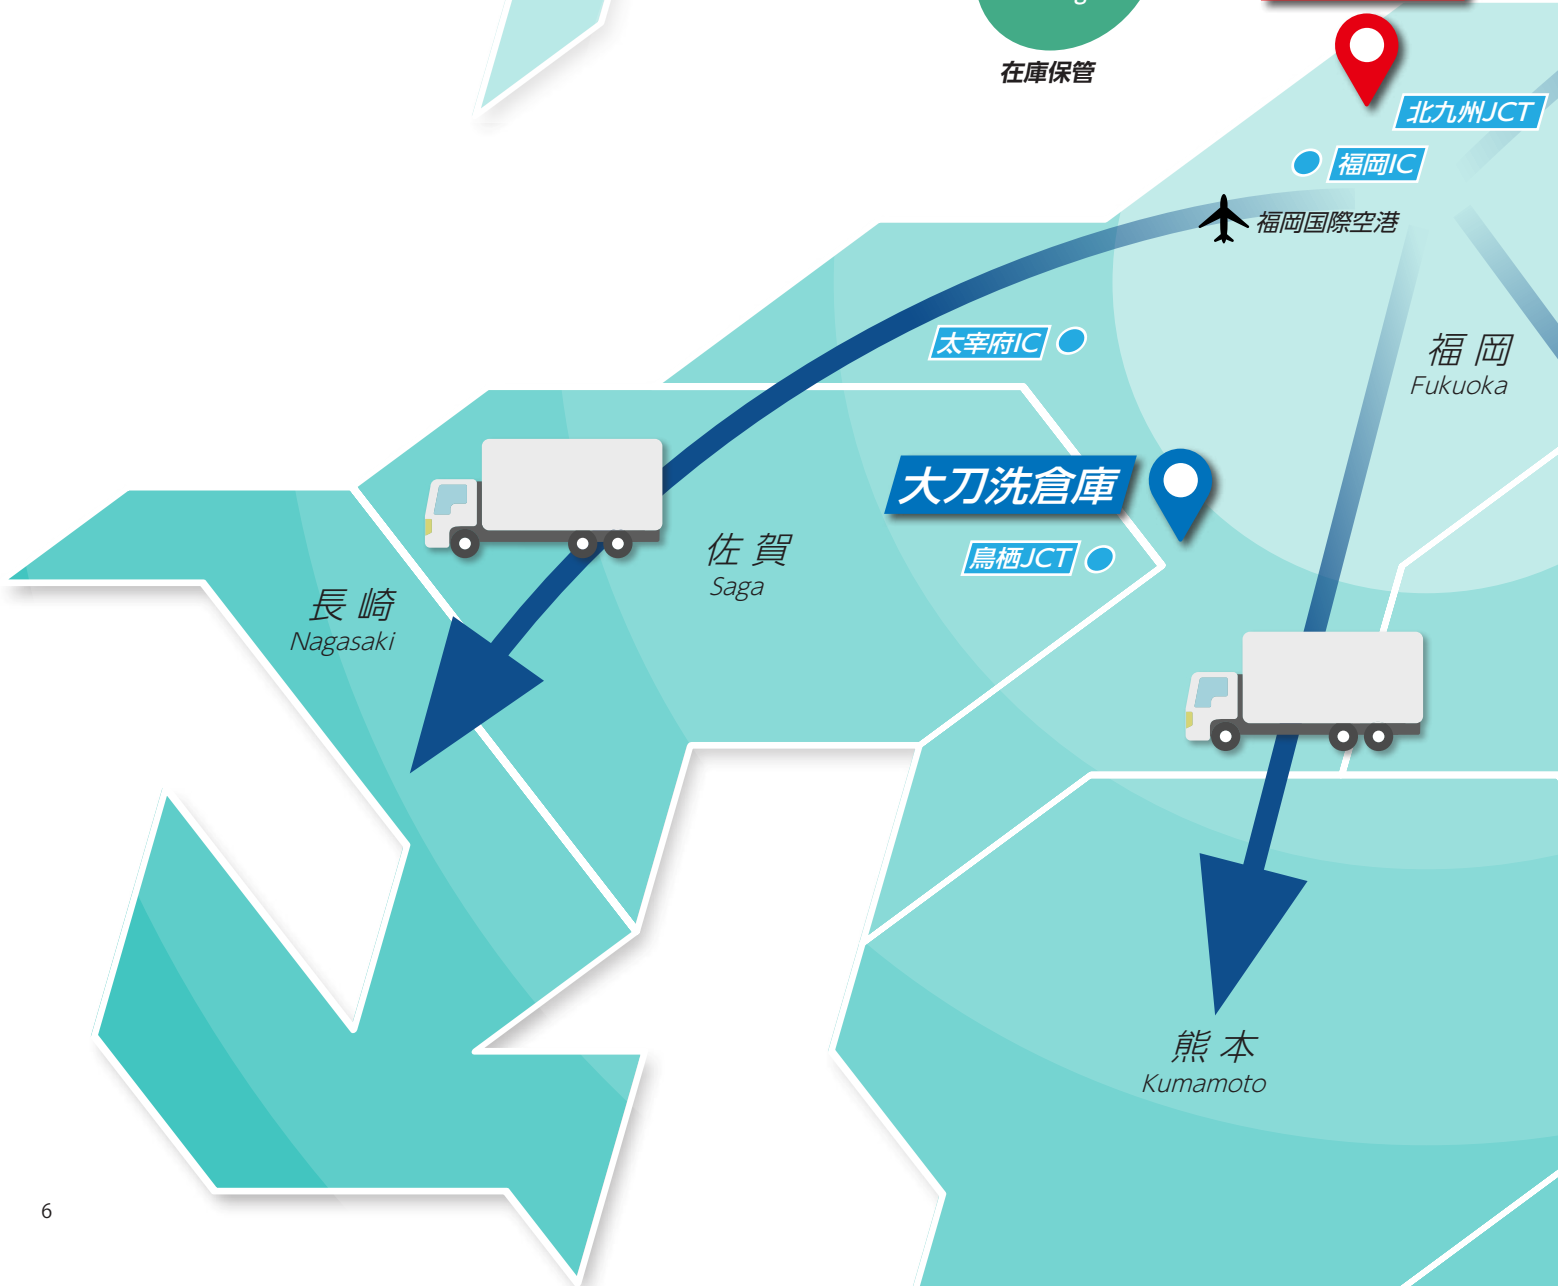 在庫保管
北九州JCT
福岡IC
福岡国際空港
太宰府IC
福岡
Fukuoka
大刀洗倉庫
鳥栖JCT
佐賀
Saga
長崎
Nagasaki
熊本
Kumamoto
6